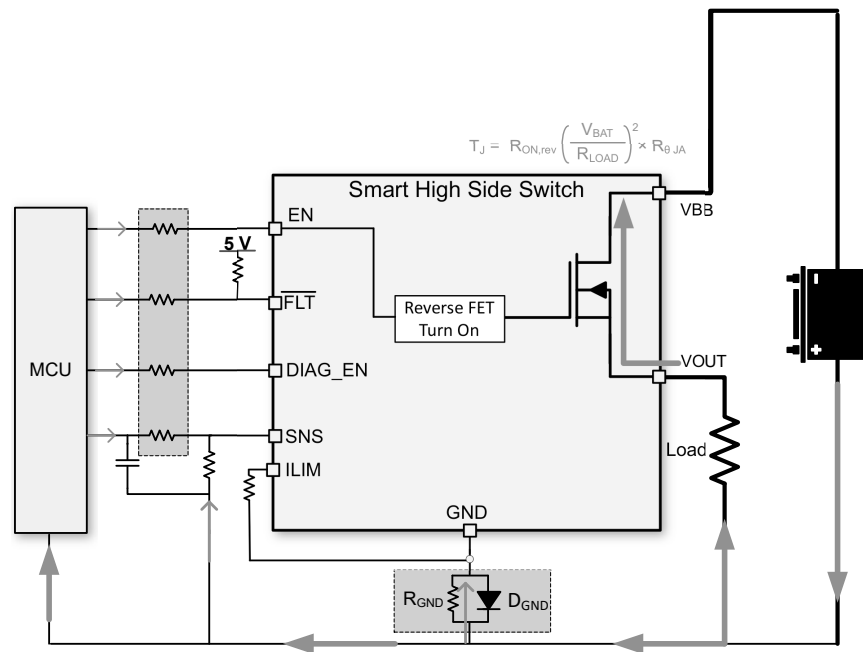 T_J = R_ON,rev (V_BAT / R_LOAD)^2 × R_θJA
Smart High Side Switch
VBB
EN
5 V
FLT
Reverse FET
Turn On
MCU
VOUT
DIAG_EN
SNS
Load
ILIM
GND
R_GND
D_GND
-
+